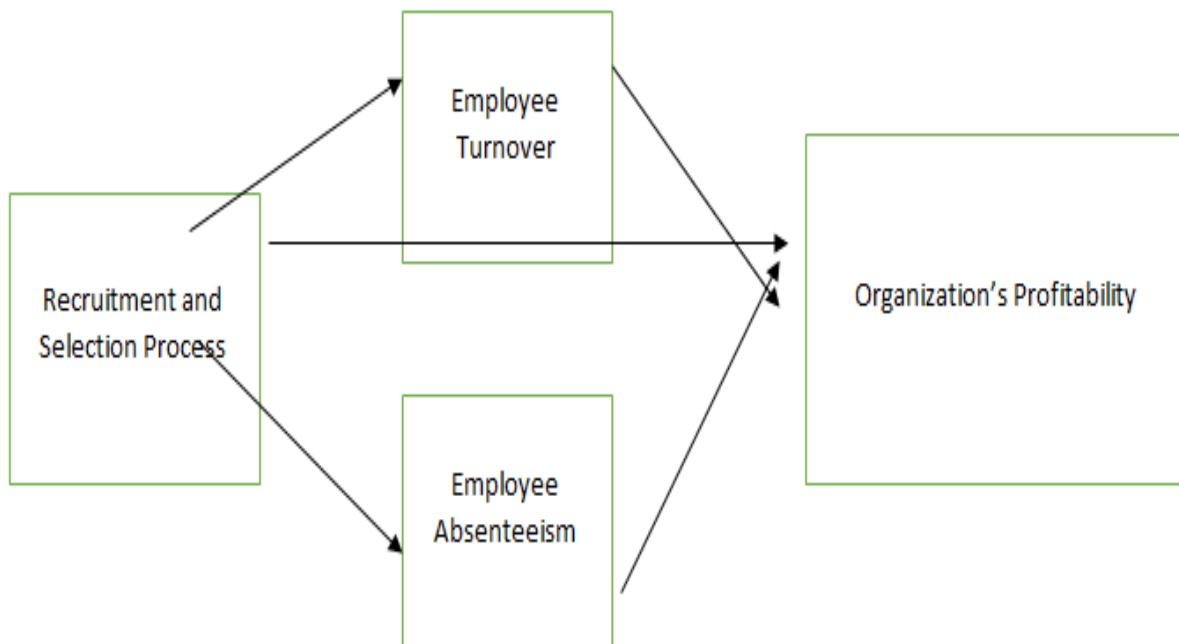 Employee
Turnover
Recruitment and
Selection Process
Organization’s Profitability
Employee
Absenteeism